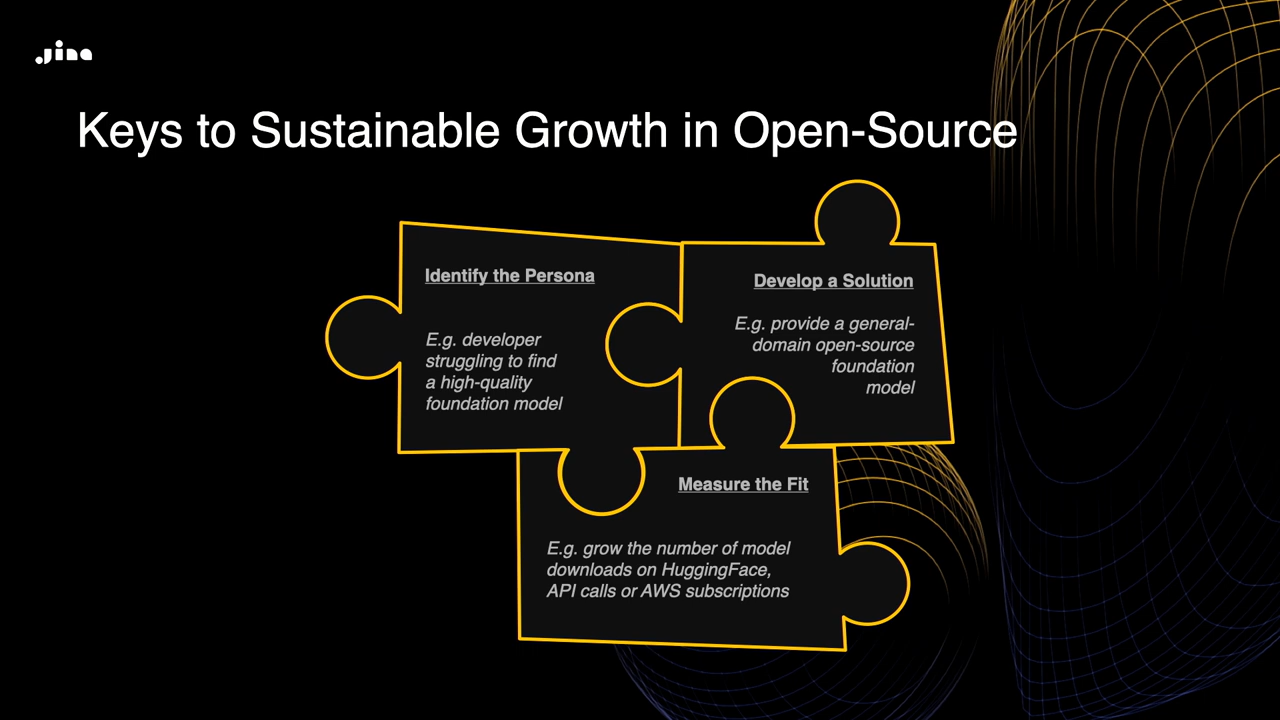 Jina
Keys to Sustainable Growth in Open-Source
Identify the Persona
E.g. developer
struggling to find
a high-quality
foundation model
Develop a Solution
E.g. provide a general-
domain open-source
foundation
model
Measure the Fit
E.g. grow the number of model
downloads on HuggingFace,
API calls or AWS subscriptions